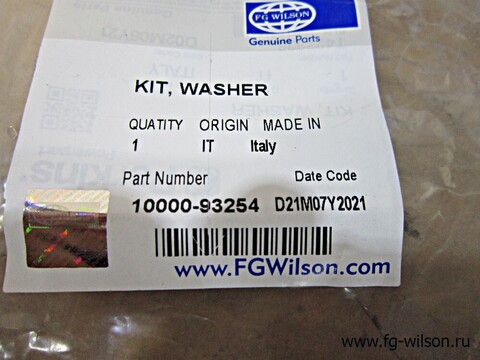 FG WILSON
Genuine Parts
KIT, WASHER
QUATITY ORIGIN MADE IN
1 IT Italy
Part Number Date Code
10000-93254 D21M07Y2021
www.FGWilson.com
www.fg-wilson.ru